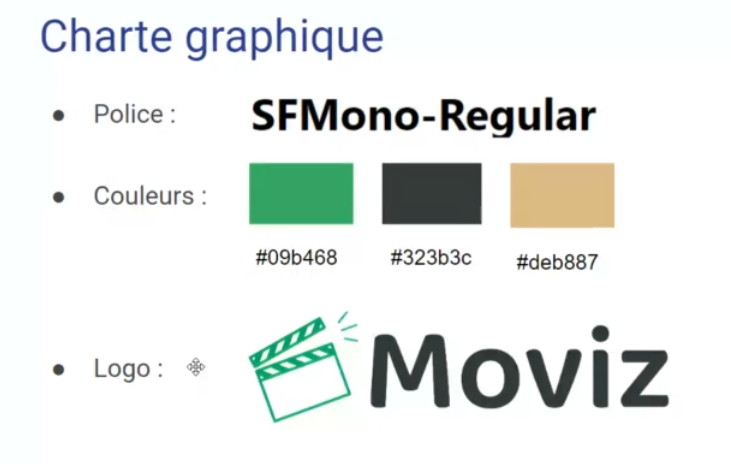 Charte graphique
● Police : SFMono-Regular
● Couleurs :
#09b468 #323b3c #deb887
● Logo : Moviz